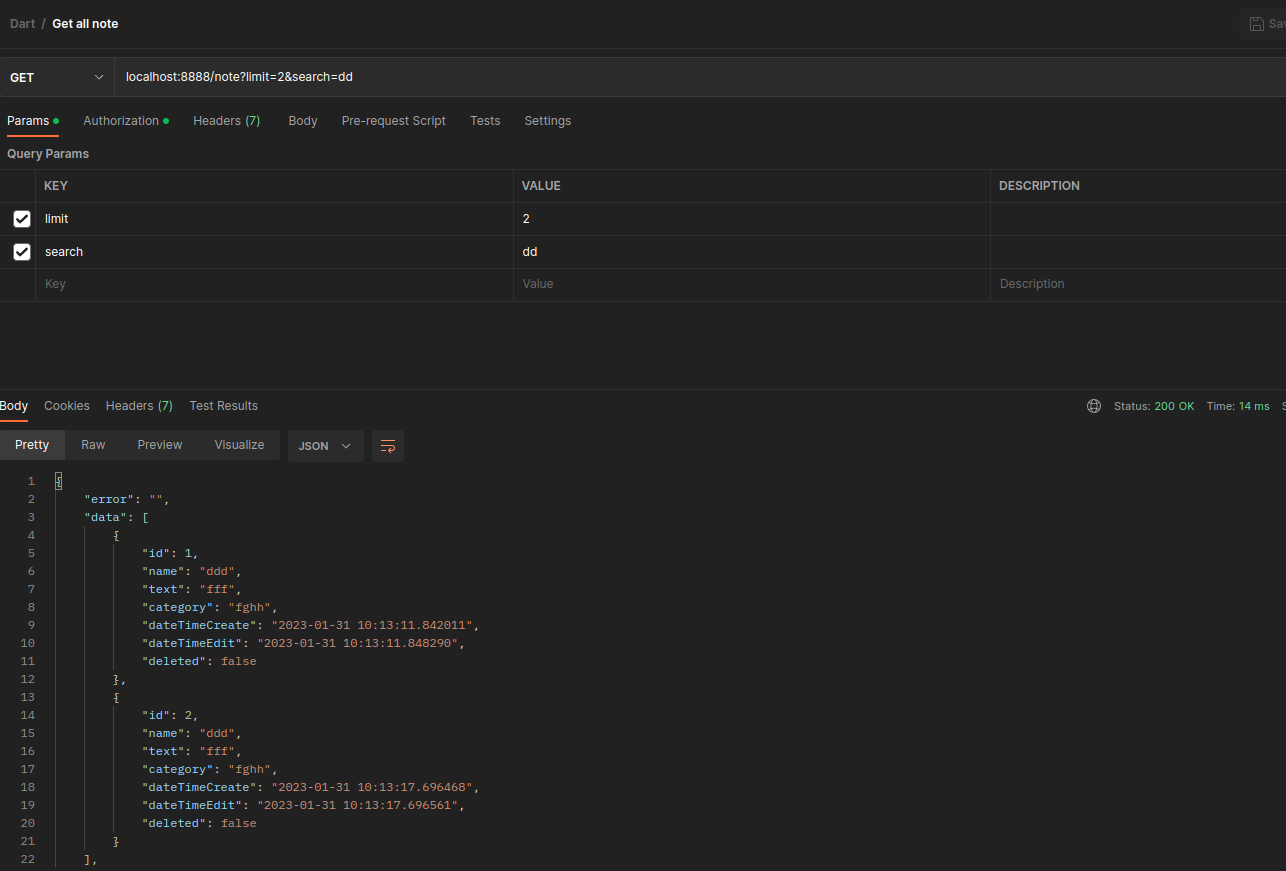 Dart / Get all note
GET localhost:8888/note?limit=2&search=dd
Params Authorization Headers (7) Body Pre-request Script Tests Settings
Query Params
KEY VALUE DESCRIPTION
limit 2
search dd
Key Value Description
Body Cookies Headers (7) Test Results Status: 200 OK Time: 14 ms
Pretty Raw Preview Visualize JSON
1 {
2 "error": "",
3 "data": [
4 {
5 "id": 1,
6 "name": "ddd",
7 "text": "fff",
8 "category": "fghh",
9 "dateTimeCreate": "2023-01-31 10:13:11.842011",
10 "dateTimeEdit": "2023-01-31 10:13:11.848290",
11 "deleted": false
12 },
13 {
14 "id": 2,
15 "name": "ddd",
16 "text": "fff",
17 "category": "fghh",
18 "dateTimeCreate": "2023-01-31 10:13:17.696468",
19 "dateTimeEdit": "2023-01-31 10:13:17.696561",
20 "deleted": false
21 }
22 ],